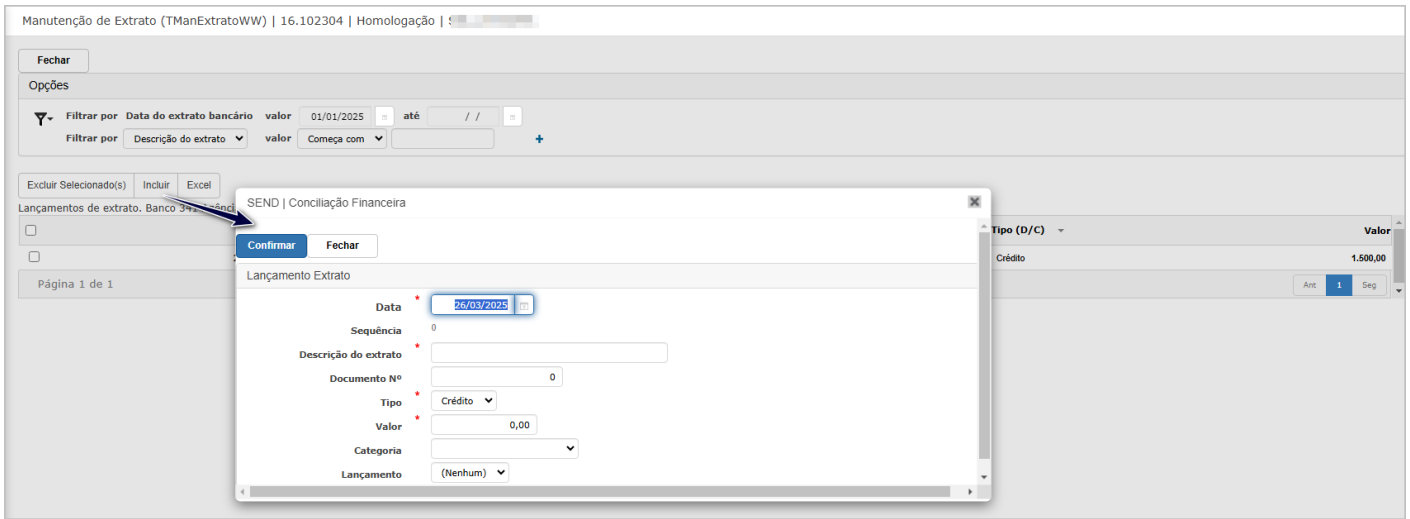 Manutenção de Extrato (TManExtratoWW) | 16.102304 | Homologação |
Fechar
Opções
Filtrar por Data do extrato bancário valor 01/01/2025 até / /
Filtrar por Descrição do extrato valor Começa com +
Excluir Selecionado(s) Incluir Excel
Lançamentos de extrato. Banco
Tipo (D/C) Valor
Crédito 1.500,00
Página 1 de 1 Ant 1 Seg
SEND | Conciliação Financeira
Confirmar Fechar
Lançamento Extrato
Data * 26/03/2025
Sequência 0
Descrição do extrato *
Documento Nº 0
Tipo * Crédito
Valor * 0,00
Categoria
Lançamento (Nenhum)